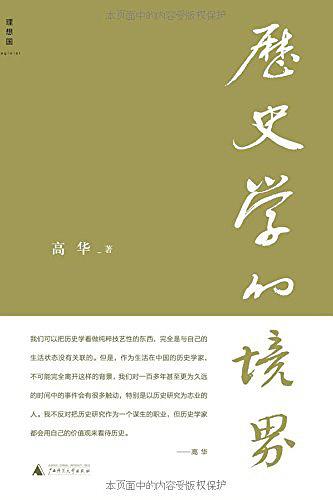 本页面中的内容受版权保护
理想国
歷史学的境界
高华_著
我们可以把历史学看做纯种技艺性的东西，完全是与自己的
生活状态没有关联的。但是，作为生活在中国的历史学家，
不可能完全离开这样的背景，我们对一百多年甚至更为久远
的时间中的事件会有很多触动，特别是以历史研究为志业的
人。我不反对把历史研究作为一个谋生的职业，但历史学家
都会用自己的价值观来看待历史。
——高 华
广西师范大学出版社
本页面中的内容受版权保护